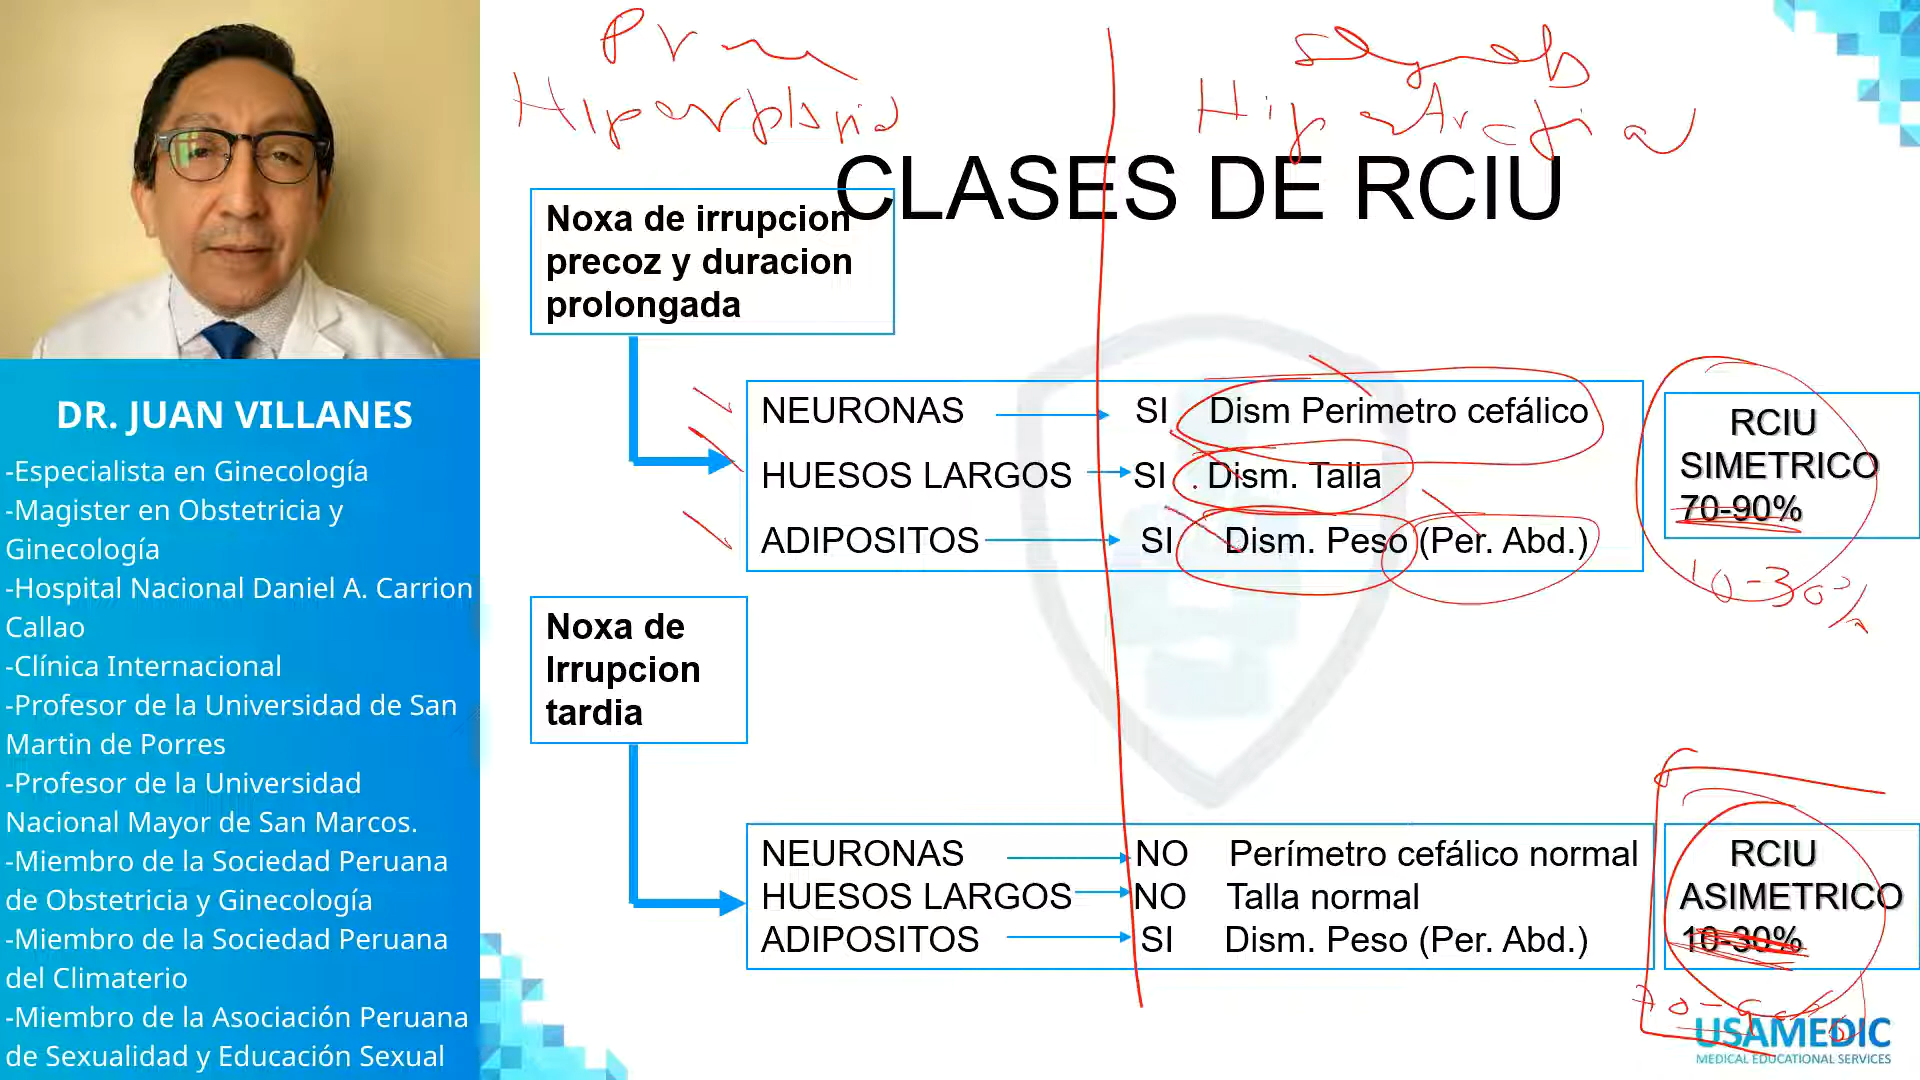 DR. JUAN VILLANES
-Especialista en Ginecología
-Magister en Obstetricia y
Ginecología
-Hospital Nacional Daniel A. Carrion
Callao
-Clínica Internacional
-Profesor de la Universidad de San
Martin de Porres
-Profesor de la Universidad
Nacional Mayor de San Marcos.
-Miembro de la Sociedad Peruana
de Obstetricia y Ginecología
-Miembro de la Sociedad Peruana
del Climaterio
-Miembro de la Asociación Peruana
de Sexualidad y Educación Sexual
Hiperplasia
CLASES DE RCIU
Noxa de irrupcion
precoz y duracion
prolongada
NEURONAS SI Dism Perimetro cefálico
HUESOS LARGOS SI Dism. Talla
ADIPOSITOS SI Dism. Peso (Per. Abd.)
RCIU
SIMETRICO
70-90%
10-30%
Noxa de
Irrupcion
tardia
NEURONAS NO Perímetro cefálico normal
HUESOS LARGOS NO Talla normal
ADIPOSITOS SI Dism. Peso (Per. Abd.)
RCIU
ASIMETRICO
10-30%
USAMEDIC
MEDICAL EDUCATIONAL SERVICES